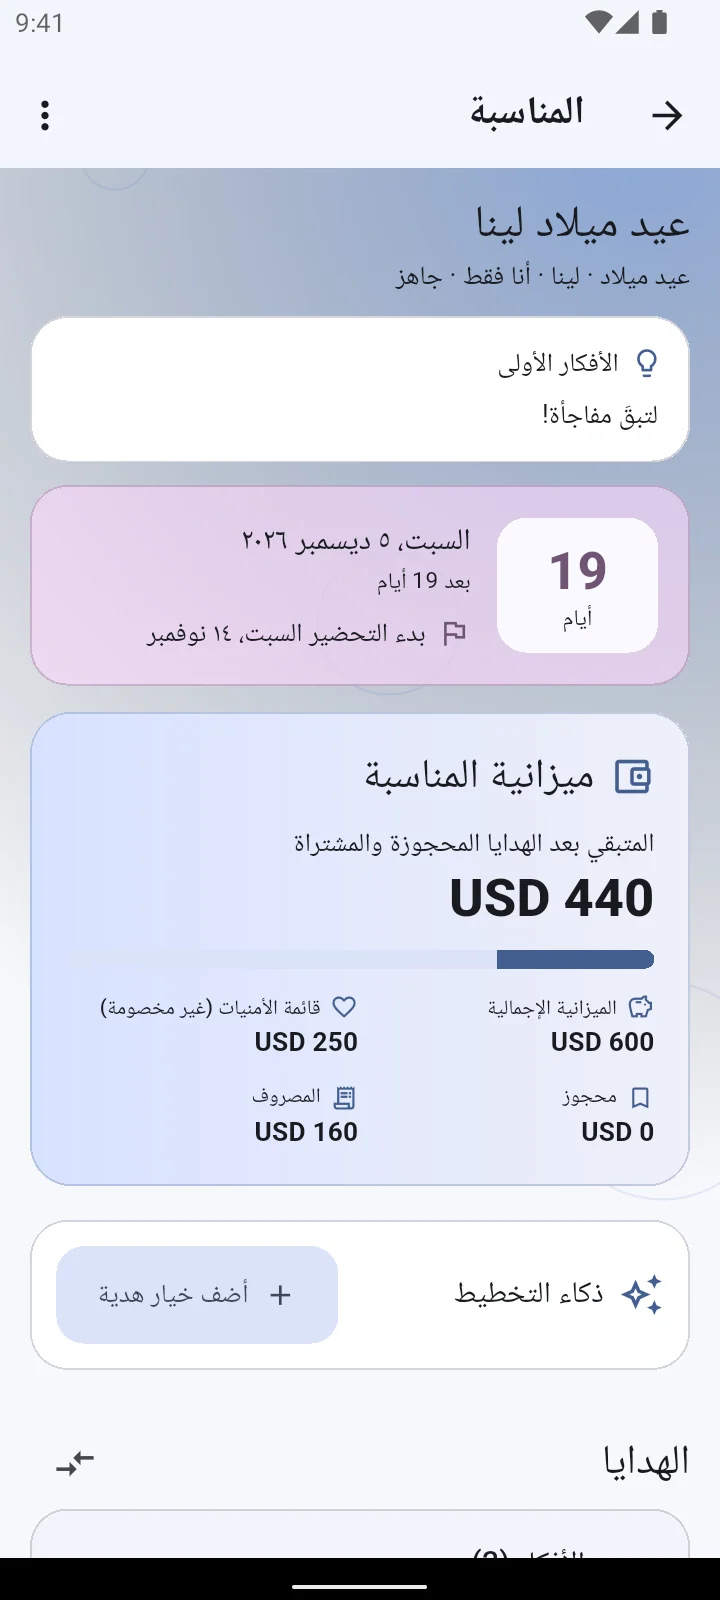 9:41
المناسبة
عيد ميلاد لينا
عيد ميلاد · لينا · أنا فقط · جاهز
الأفكار الأولى
لتبقَ مفاجأة!
19
أيام
السبت، ٥ ديسمبر ٢٠٢٦
بعد 19 أيام
بدء التحضير السبت، ١٤ نوفمبر
ميزانية المناسبة
المتبقي بعد الهدايا المحجوزة والمشتراة
USD 440
الميزانية الإجمالية
USD 600
قائمة الأمنيات (غير مخصومة)
USD 250
محجوز
USD 0
المصروف
USD 160
ذكاء التخطيط
أضف خيار هدية
الهدايا